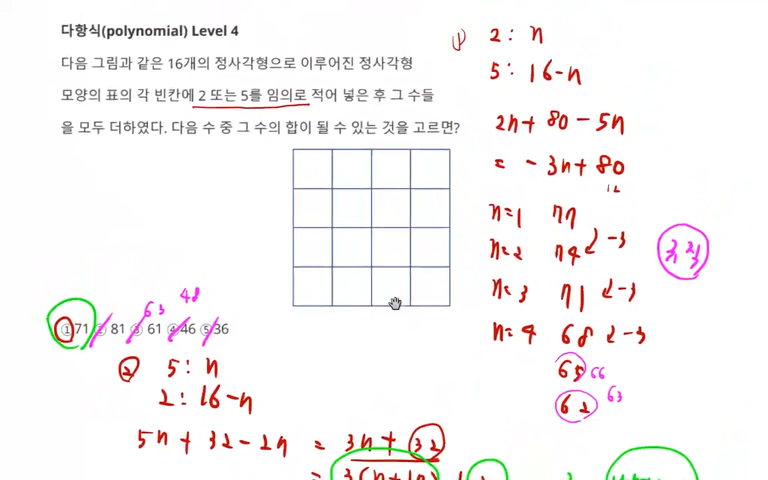 다항식(polynomial) Level 4
다음 그림과 같은 16개의 정사각형으로 이루어진 정사각형
모양의 표의 각 빈칸에 2 또는 5를 임의로 적어 넣은 후 그 수들
을 모두 더하였다. 다음 수 중 그 수의 합이 될 수 있는 것을 고르면?
① 71 ② 81 ③ 61 ④ 46 ⑤ 36
63 48
① 2 : n
5 : 16-n
2n + 80 - 5n
= -3n + 80
n=1 77
n=2 74 -3
n=3 71 -3
n=4 68 -3
65 66
62 63
② 5 : n
2 : 16-n
5n + 32 - 2n = 3n + 32